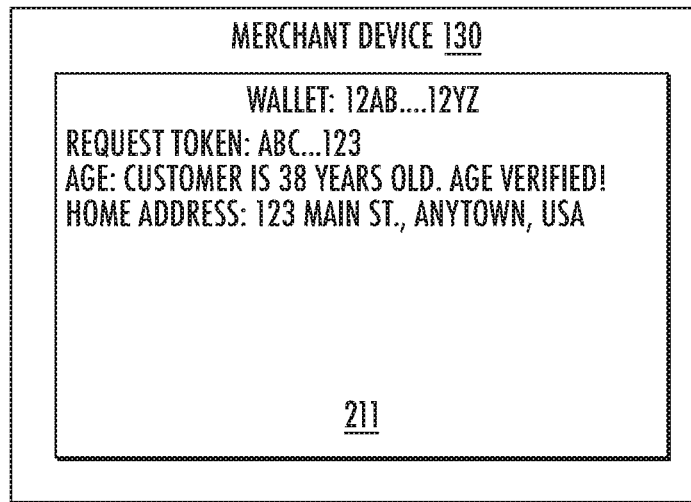 MERCHANT DEVICE 130
WALLET: 12AB....12YZ
REQUEST TOKEN: ABC...123
AGE: CUSTOMER IS 38 YEARS OLD. AGE VERIFIED!
HOME ADDRESS: 123 MAIN ST., ANYTOWN, USA
211